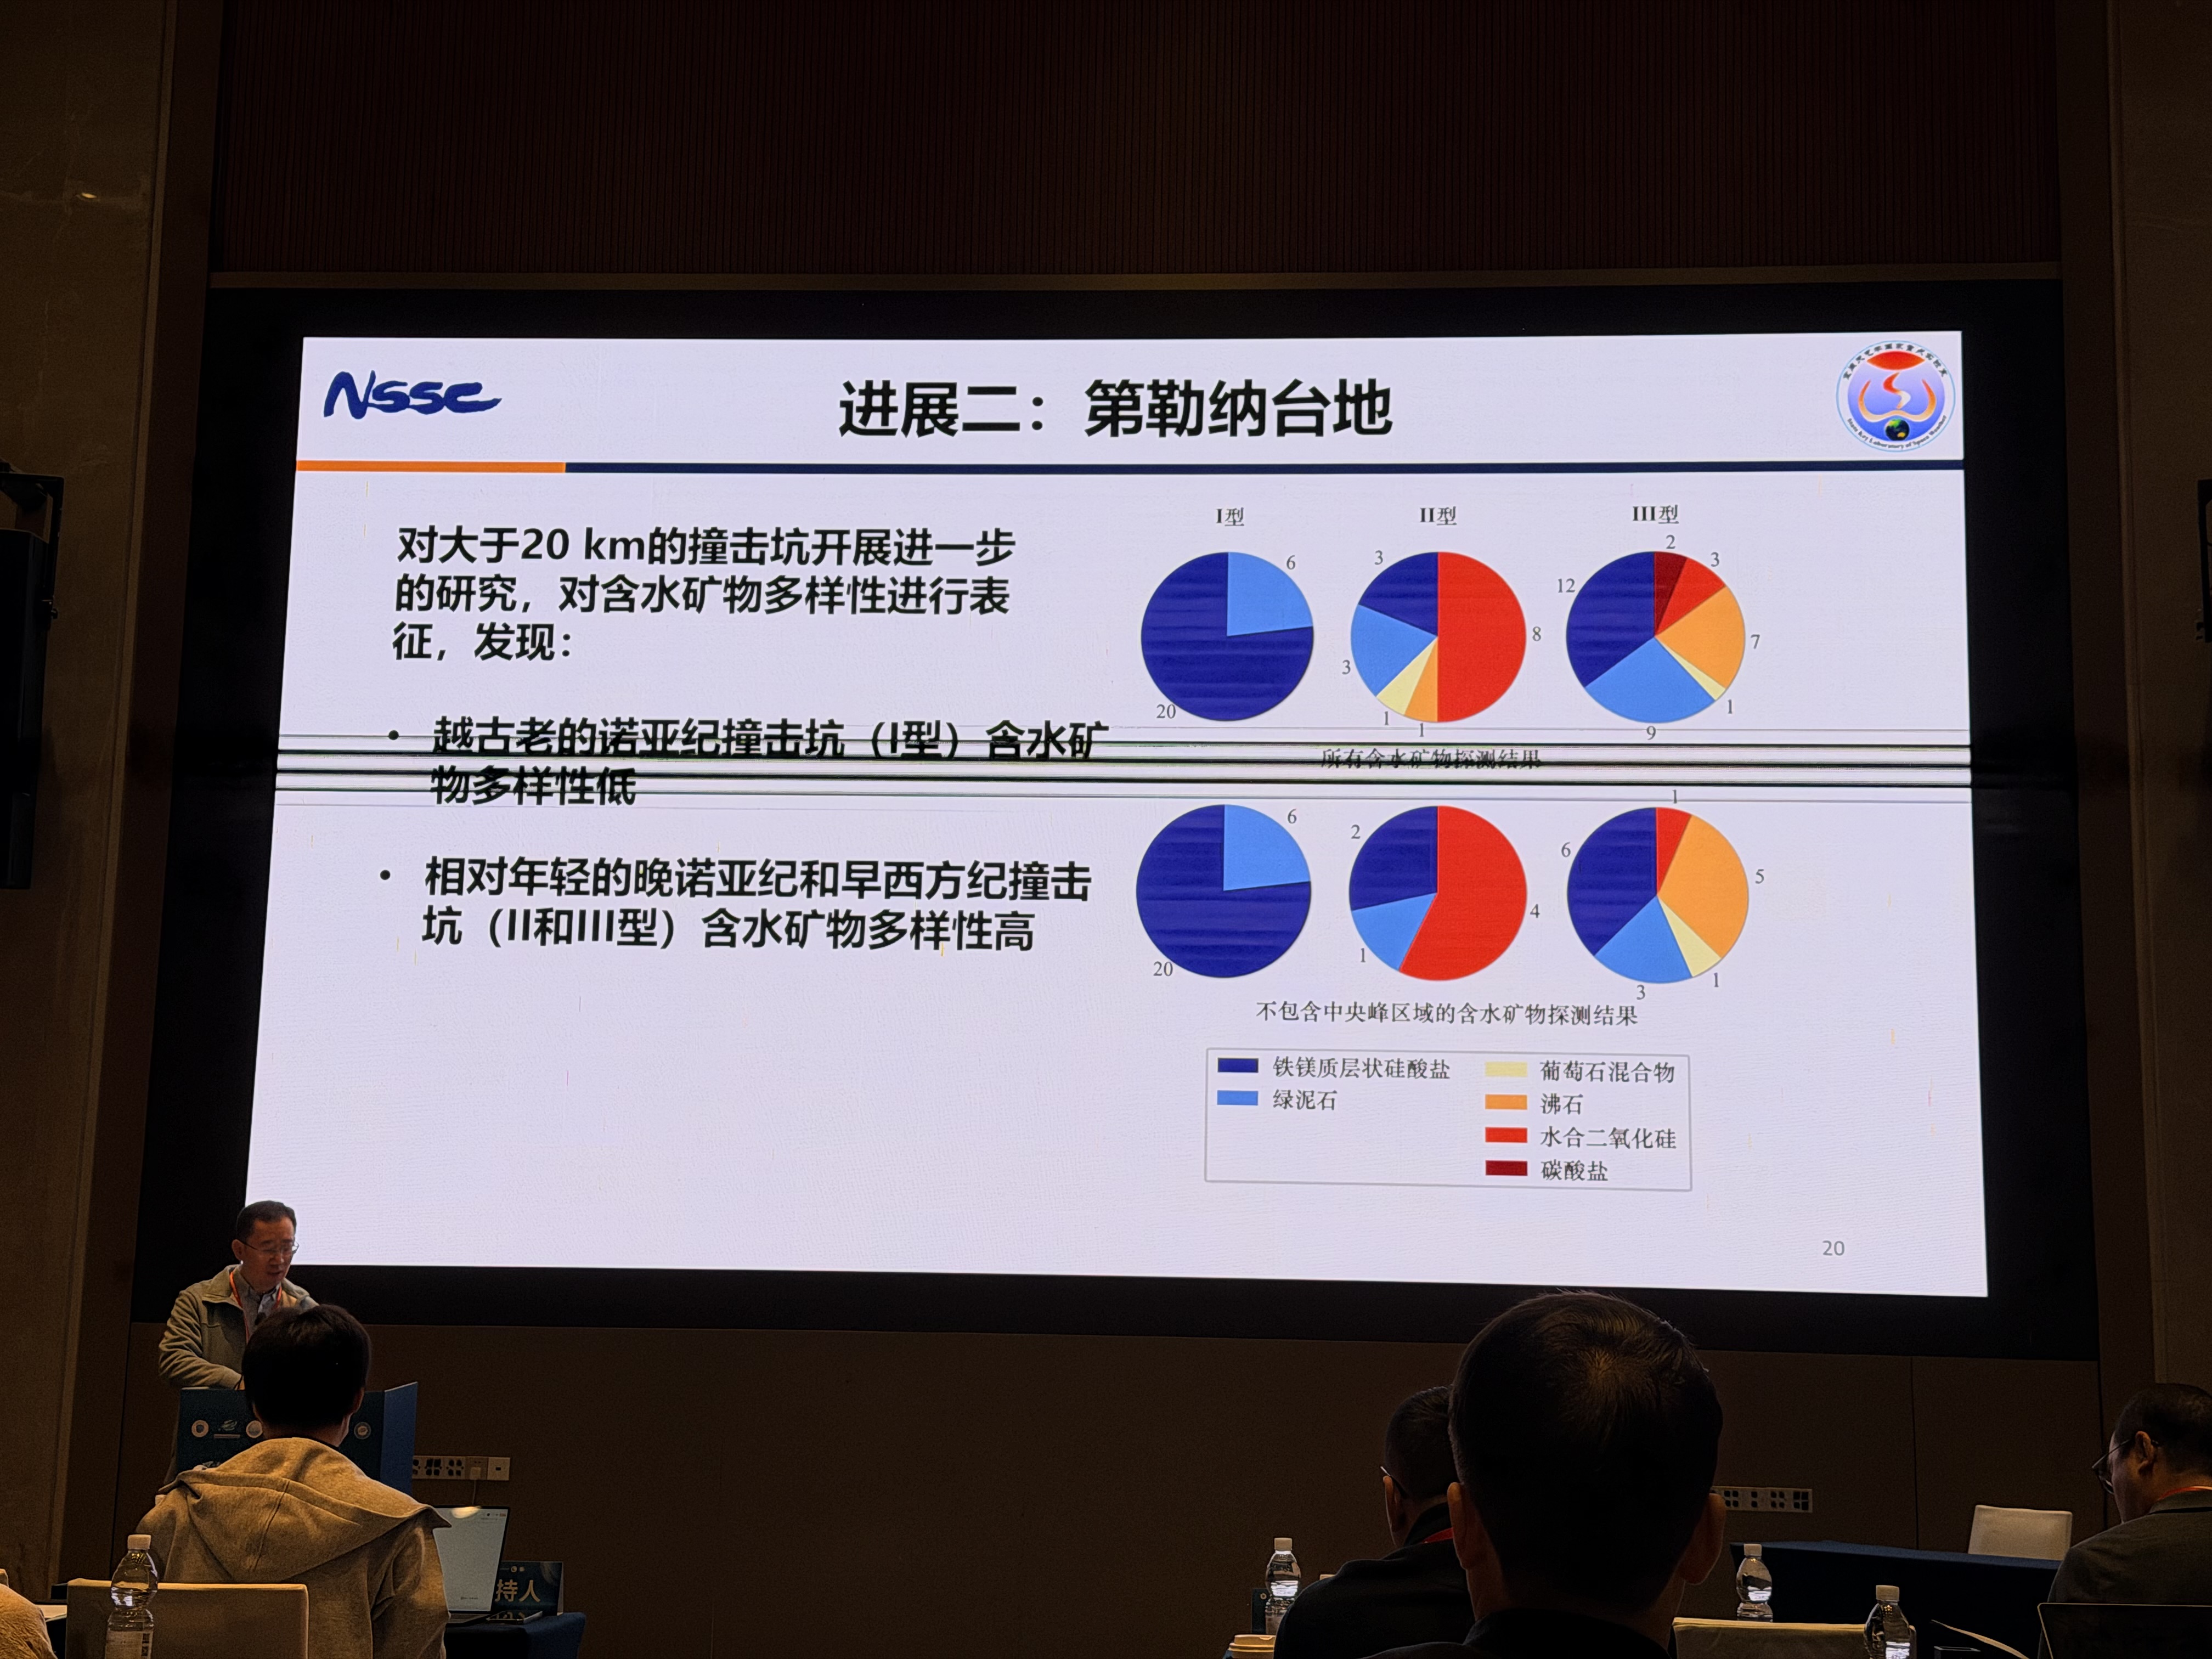 NSSC
进展二：第勒纳台地
对大于20 km的撞击坑开展进一步
的研究，对含水矿物多样性进行表
征，发现：
• 越古老的诺亚纪撞击坑（I型）含水矿
物多样性低
• 相对年轻的晚诺亚纪和早西方纪撞击
坑（II和III型）含水矿物多样性高
I型
6
20
II型
3
8
3
1
1
III型
2
3
12
7
1
9
所有含水矿物探测结果
6
20
2
4
1
1
6
5
1
3
不包含中央峰区域的含水矿物探测结果
铁镁质层状硅酸盐
绿泥石
葡萄石混合物
沸石
水合二氧化硅
碳酸盐
20
持人